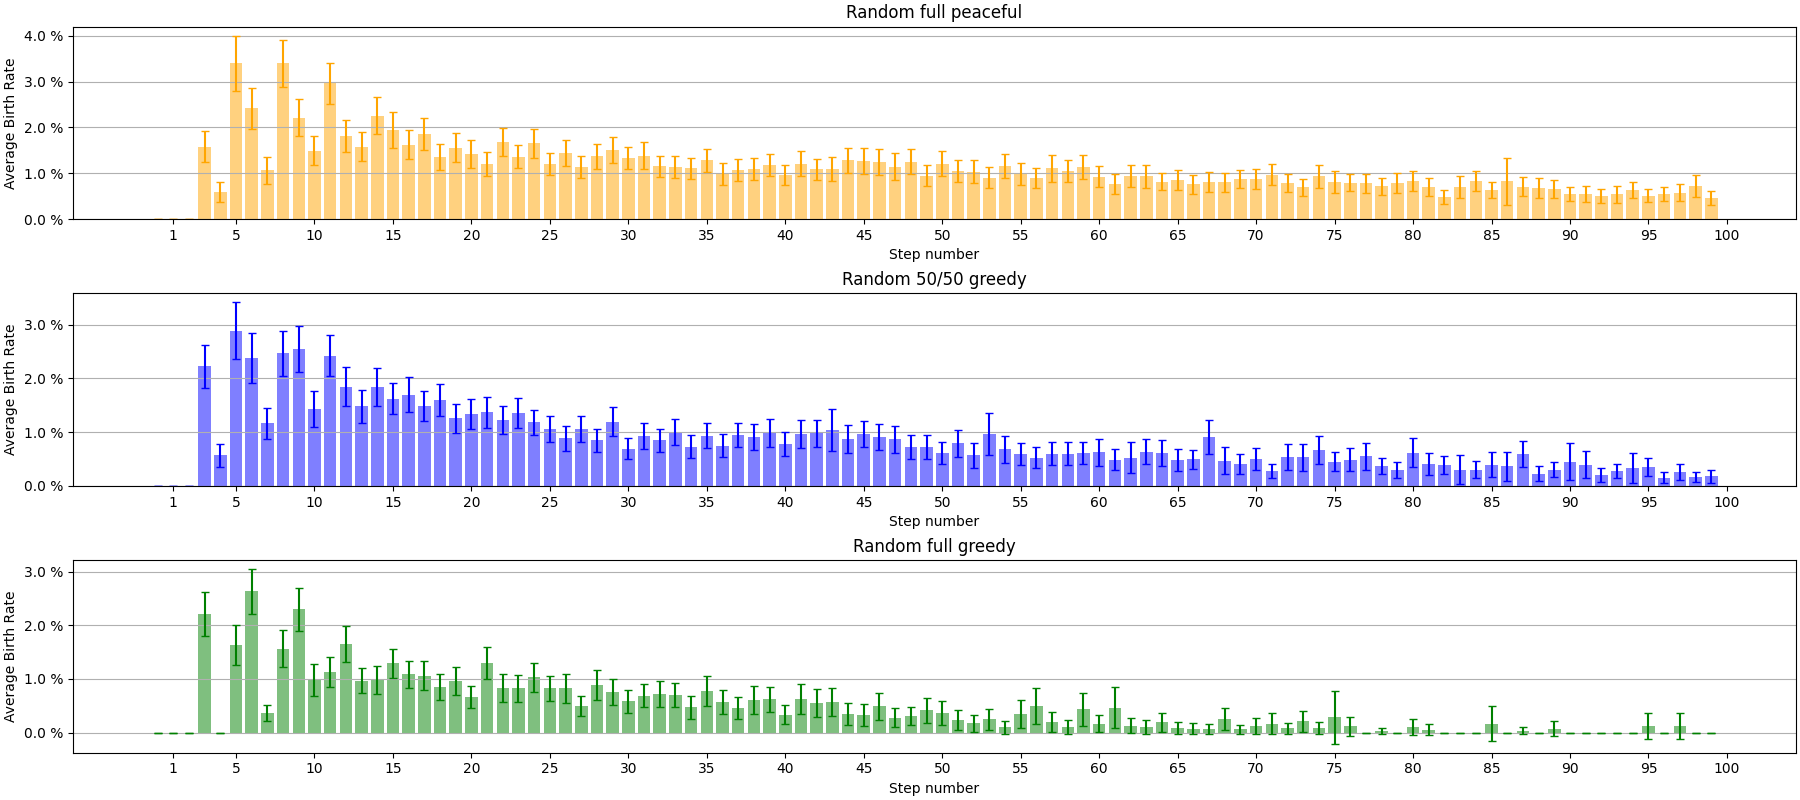 Random full peaceful
Average Birth Rate
4.0 %
3.0 %
2.0 %
1.0 %
0.0 %
1 5 10 15 20 25 30 35 40 45 50 55 60 65 70 75 80 85 90 95 100
Step number
Random 50/50 greedy
Average Birth Rate
3.0 %
2.0 %
1.0 %
0.0 %
1 5 10 15 20 25 30 35 40 45 50 55 60 65 70 75 80 85 90 95 100
Step number
Random full greedy
Average Birth Rate
3.0 %
2.0 %
1.0 %
0.0 %
1 5 10 15 20 25 30 35 40 45 50 55 60 65 70 75 80 85 90 95 100
Step number